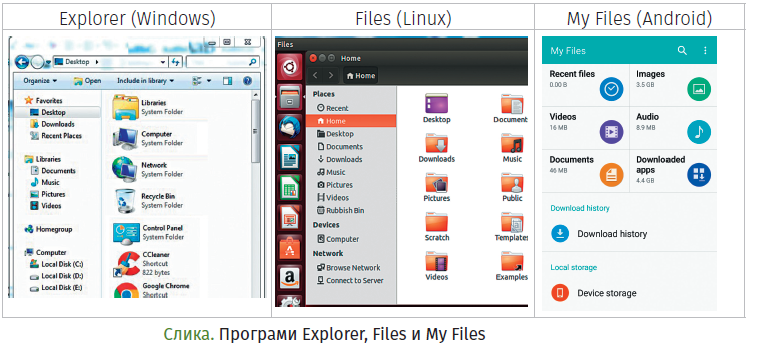 Explorer (Windows)
Files (Linux)
My Files (Android)
Desktop
Organize
Open
Include in library
Favorites
Desktop
Downloads
Recent Places
Libraries
Documents
Music
Pictures
Videos
Homegroup
Computer
Local Disk (C:)
Local Disk (D:)
Local Disk (E:)
Libraries
System Folder
Computer
System Folder
Network
System Folder
Recycle Bin
System Folder
Control Panel
System Folder
CCleaner
Shortcut
822 bytes
Google Chrome
Shortcut
Files
Home
Home
Places
Recent
Home
Desktop
Documents
Downloads
Music
Pictures
Videos
Rubbish Bin
Devices
Computer
Network
Browse Network
Connect to Server
Desktop
Document
Downloads
Music
Pictures
Public
Scratch
Templates
Videos
Examples
My Files
Recent files
0.00 B
Images
3.5 GB
Videos
16 MB
Audio
8.9 MB
Documents
46 MB
Downloaded
apps
4.4 GB
Download history
Download history
Local storage
Device storage
Слика. Програми Explorer, Files и My Files